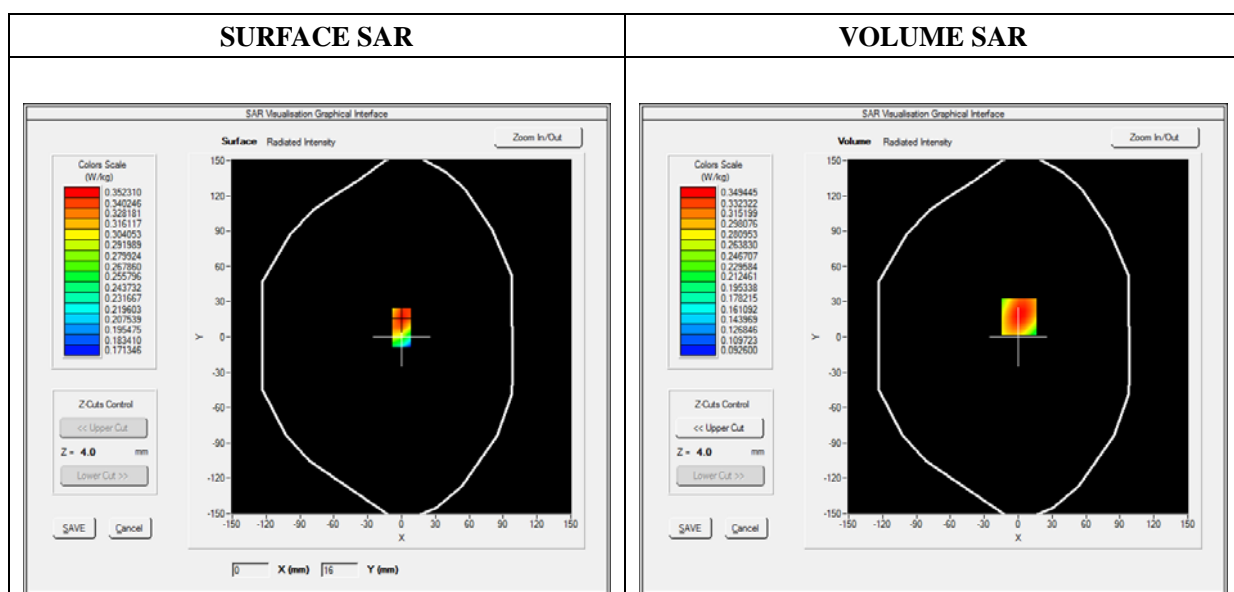 SURFACE SAR
VOLUME SAR
SAR Visualisation Graphical Interface
Surface Radiated Intensity
Zoom In/Out
Colors Scale
(W/kg)
0.352310
0.340246
0.328181
0.316117
0.304053
0.291989
0.279924
0.267860
0.255796
0.243732
0.231667
0.219603
0.207539
0.195475
0.183410
0.171346
150
120
90
60
30
0
-30
-60
-90
-120
-150
Y
-150 -120 -90 -60 -30 0 30 60 90 120 150
X
Z-Cuts Control
<< Upper Cut
Z = 4.0 mm
Lower Cut >>
SAVE Cancel
0 X (mm) 16 Y (mm)
SAR Visualisation Graphical Interface
Volume Radiated Intensity
Zoom In/Out
Colors Scale
(W/kg)
0.349445
0.332322
0.315199
0.298076
0.280953
0.263830
0.246707
0.229584
0.212461
0.195338
0.178215
0.161092
0.143969
0.126846
0.109723
0.092600
150
120
90
60
30
0
-30
-60
-90
-120
-150
Y
-150 -120 -90 -60 -30 0 30 60 90 120 150
X
Z-Cuts Control
<< Upper Cut
Z = 4.0 mm
Lower Cut >>
SAVE Cancel